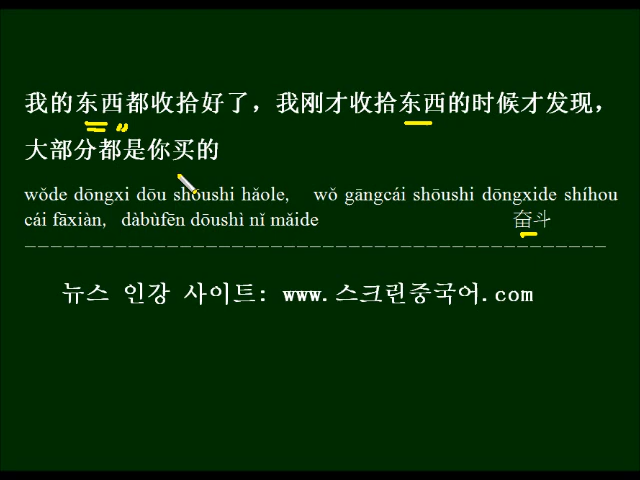 我的东西都收拾好了，我刚才收拾东西的时候才发现，
大部分都是你买的
wǒde dōngxi dōu shōushi hǎole, wǒ gāngcái shōushi dōngxide shíhou
cái fāxiàn, dàbùfēn dōushì nǐ mǎide 奋斗
뉴스 인강 사이트: www.스크린중국어.com